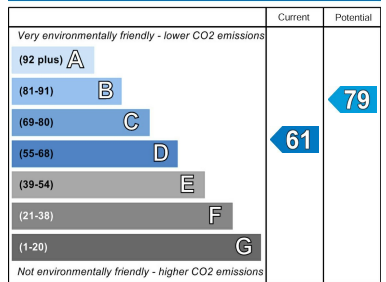 Current Potential
Very environmentally friendly - lower CO2 emissions
(92 plus) A
(81-91) B
79
(69-80) C
61
(55-68) D
(39-54) E
(21-38) F
(1-20) G
Not environmentally friendly - higher CO2 emissions